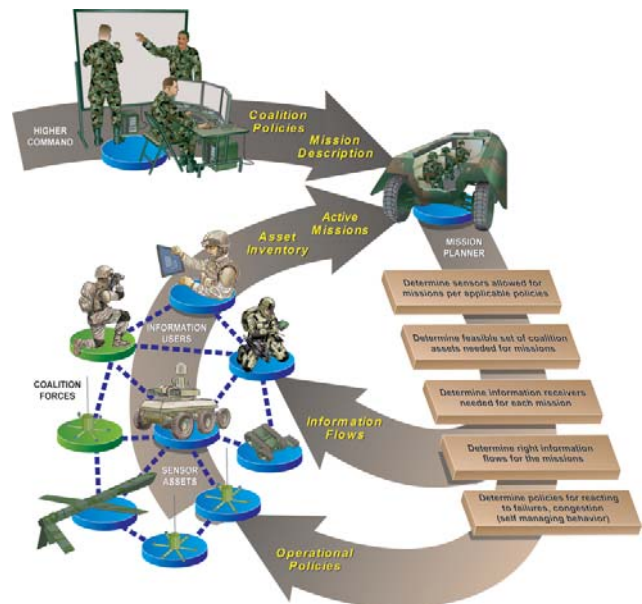 HIGHER
COMMAND
Coalition
Policies
Mission
Description
Active
Missions
Asset
Inventory
MISSION
PLANNER
Determine sensors allowed for
missions per applicable policies
Determine feasible set of coalition
assets needed for missions
Determine information receivers
needed for each mission
Determine right information
flows for the missions
Determine policies for reacting
to failures, congestion
(self managing behavior)
INFORMATION
USERS
COALITION
FORCES
Information
Flows
SENSOR
ASSETS
Operational
Policies